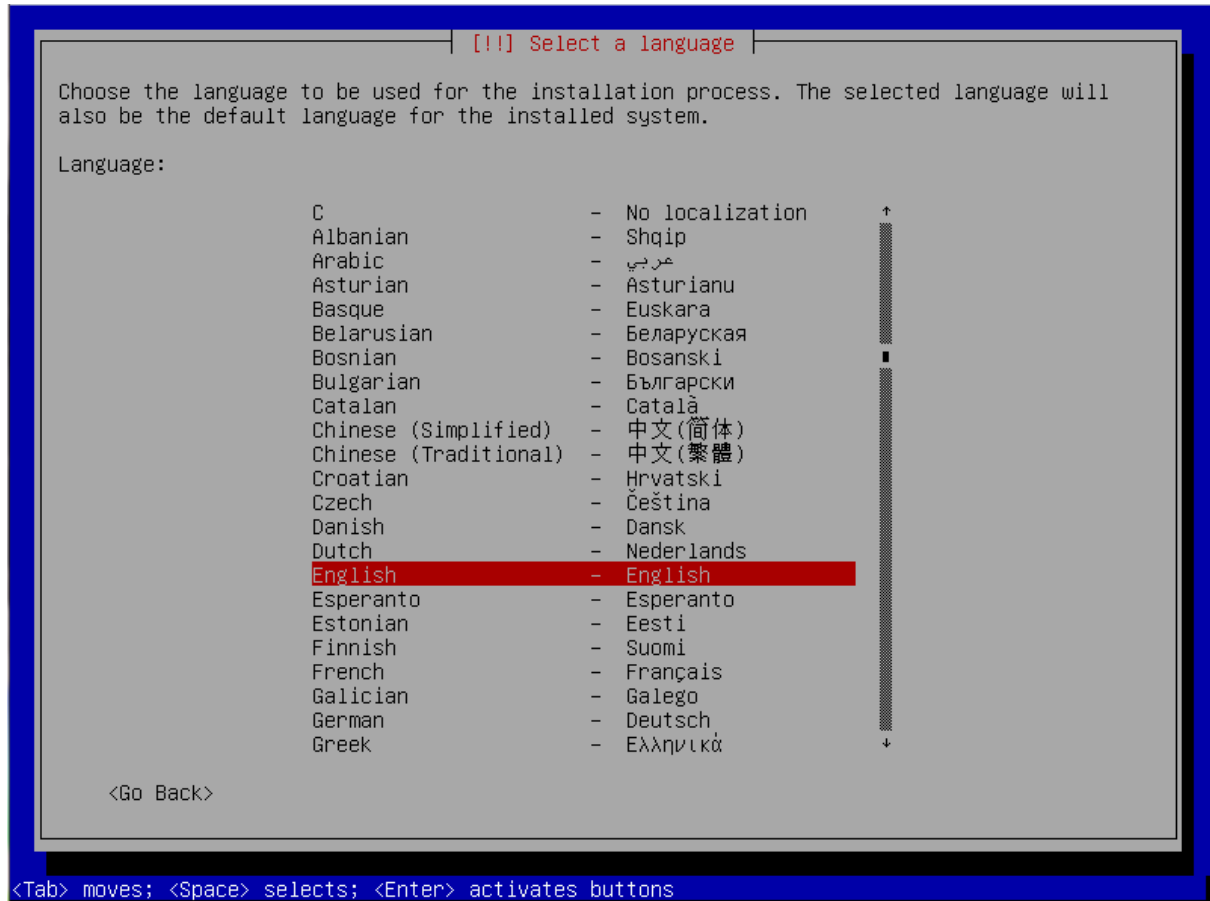 [!!] Select a language
Choose the language to be used for the installation process. The selected language will
also be the default language for the installed system.
Language:
C - No localization
Albanian - Shqip
Arabic - عربي
Asturian - Asturianu
Basque - Euskara
Belarusian - Беларуская
Bosnian - Bosanski
Bulgarian - Български
Catalan - Català
Chinese (Simplified) - 中文(简体)
Chinese (Traditional) - 中文(繁體)
Croatian - Hrvatski
Czech - Čeština
Danish - Dansk
Dutch - Nederlands
English - English
Esperanto - Esperanto
Estonian - Eesti
Finnish - Suomi
French - Français
Galician - Galego
German - Deutsch
Greek - Ελληνικά
<Go Back>
<Tab> moves; <Space> selects; <Enter> activates buttons